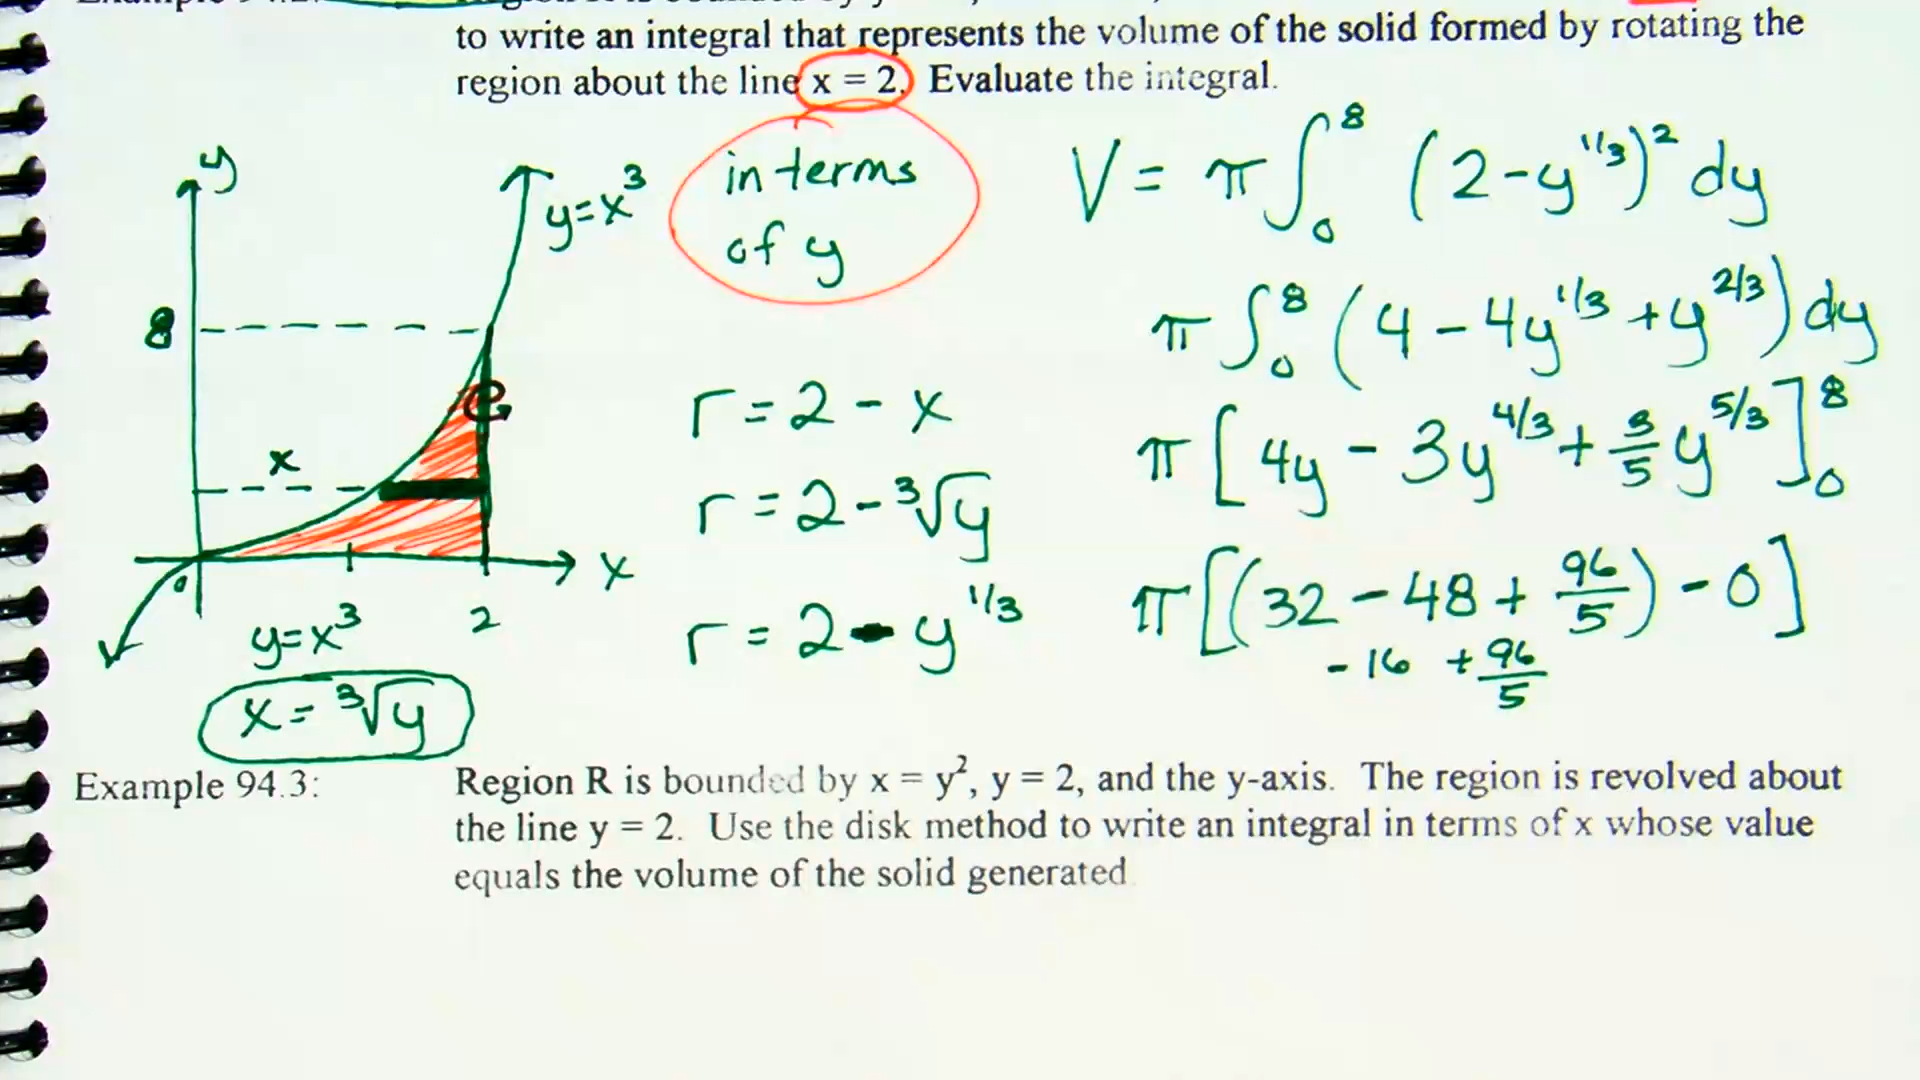 to write an integral that represents the volume of the solid formed by rotating the
region about the line x = 2. Evaluate the integral.
y
y=x³
in terms
of y
V = π∫₀⁸ (2-y^1/3)² dy
8
π∫₀⁸ (4 - 4y^1/3 + y^2/3) dy
r = 2 - x
π[4y - 3y^4/3 + 3/5 y^5/3]₀⁸
x
r = 2 - ³√y
x
0
2
y=x³
r = 2 - y^1/3
π[(32 - 48 + 96/5) - 0]
-16 + 96/5
x = ³√y
Example 94.3:
Region R is bounded by x = y², y = 2, and the y-axis. The region is revolved about
the line y = 2. Use the disk method to write an integral in terms of x whose value
equals the volume of the solid generated.